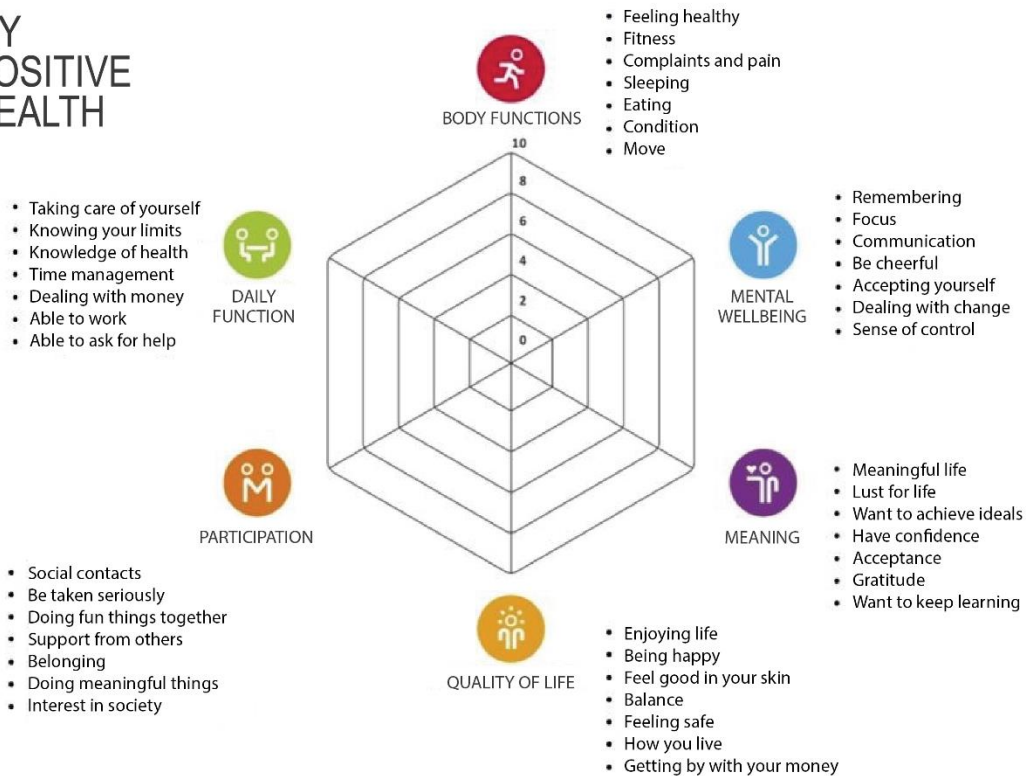 Y
OSITIVE
EALTH
BODY FUNCTIONS
• Feeling healthy
• Fitness
• Complaints and pain
• Sleeping
• Eating
• Condition
• Move
10
8
6
4
2
0
MENTAL
WELLBEING
• Remembering
• Focus
• Communication
• Be cheerful
• Accepting yourself
• Dealing with change
• Sense of control
MEANING
• Meaningful life
• Lust for life
• Want to achieve ideals
• Have confidence
• Acceptance
• Gratitude
• Want to keep learning
QUALITY OF LIFE
• Enjoying life
• Being happy
• Feel good in your skin
• Balance
• Feeling safe
• How you live
• Getting by with your money
PARTICIPATION
• Social contacts
• Be taken seriously
• Doing fun things together
• Support from others
• Belonging
• Doing meaningful things
• Interest in society
DAILY
FUNCTION
• Taking care of yourself
• Knowing your limits
• Knowledge of health
• Time management
• Dealing with money
• Able to work
• Able to ask for help